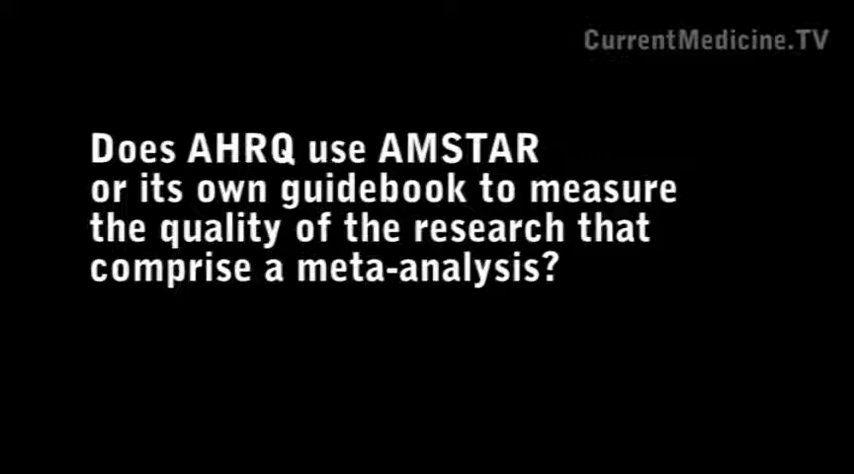 CurrentMedicine.TV
Does AHRQ use AMSTAR
or its own guidebook to measure
the quality of the research that
comprise a meta-analysis?